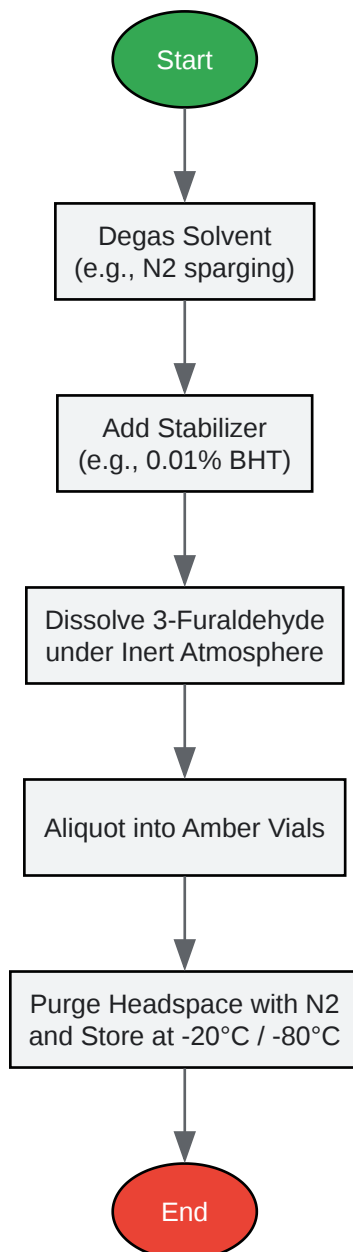 Start
Degas Solvent
(e.g., N2 sparging)
Add Stabilizer
(e.g., 0.01% BHT)
Dissolve 3-Furaldehyde
under Inert Atmosphere
Aliquot into Amber Vials
Purge Headspace with N2
and Store at -20°C / -80°C
End